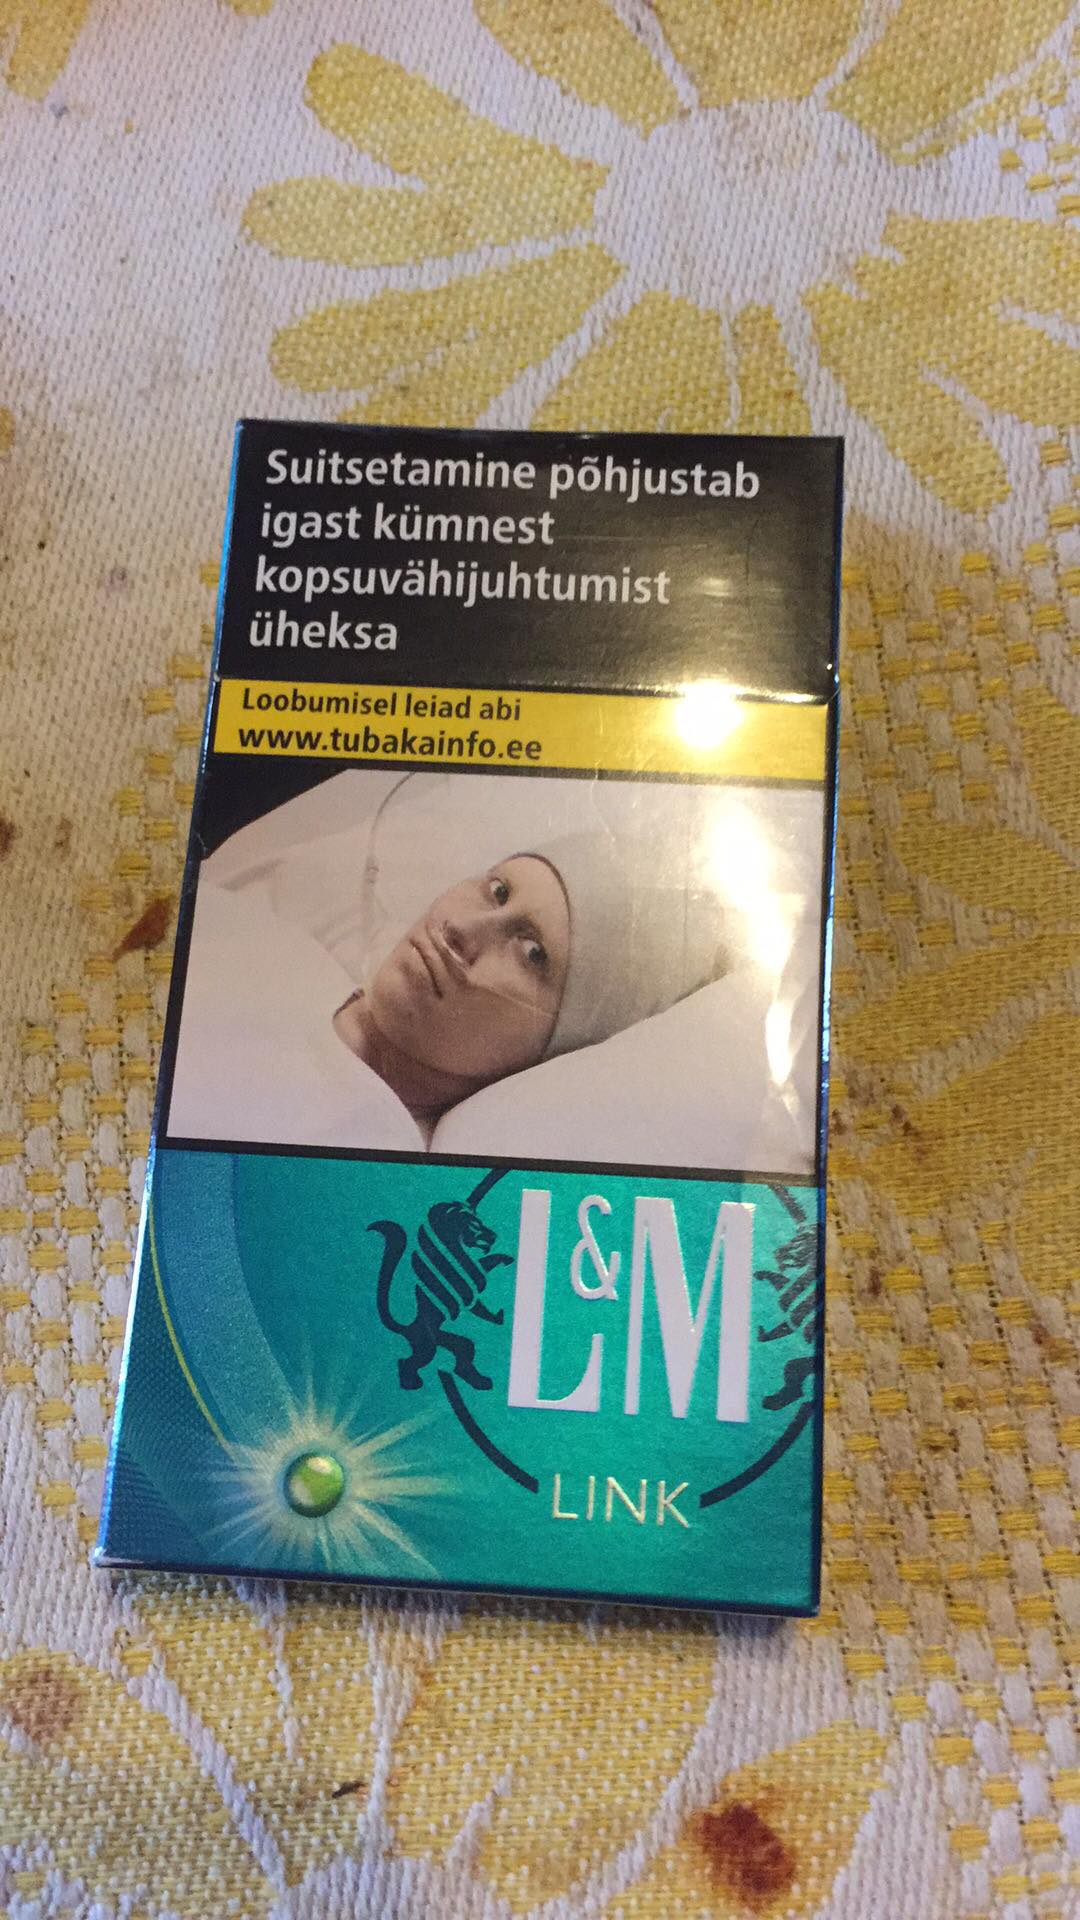 Suitsetamine põhjustab
igast kümnest
kopsuvähijuhtumist
üheksa
Loobumisel leiad abi
www.tubakainfo.ee
L&M
LINK